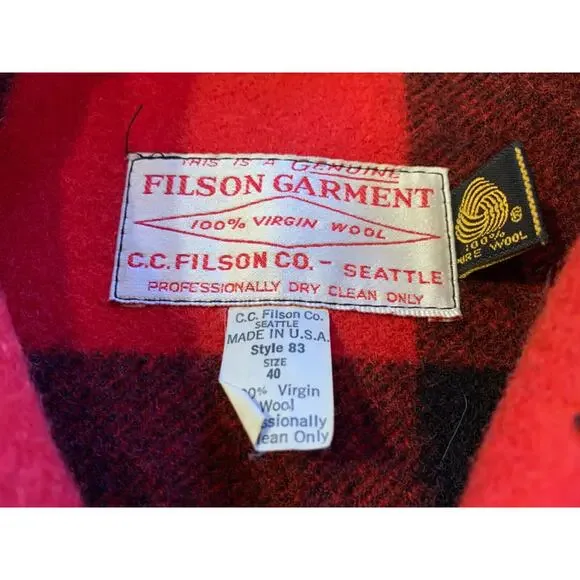 THIS IS A GENUINE
FILSON GARMENT
100% VIRGIN WOOL
C.C. FILSON CO. - SEATTLE
PROFESSIONALLY DRY CLEAN ONLY
100%
WOOL
C.C. Filson Co.
SEATTLE
MADE IN U.S.A.
Style 83
SIZE
40
Virgin
Wool
Only